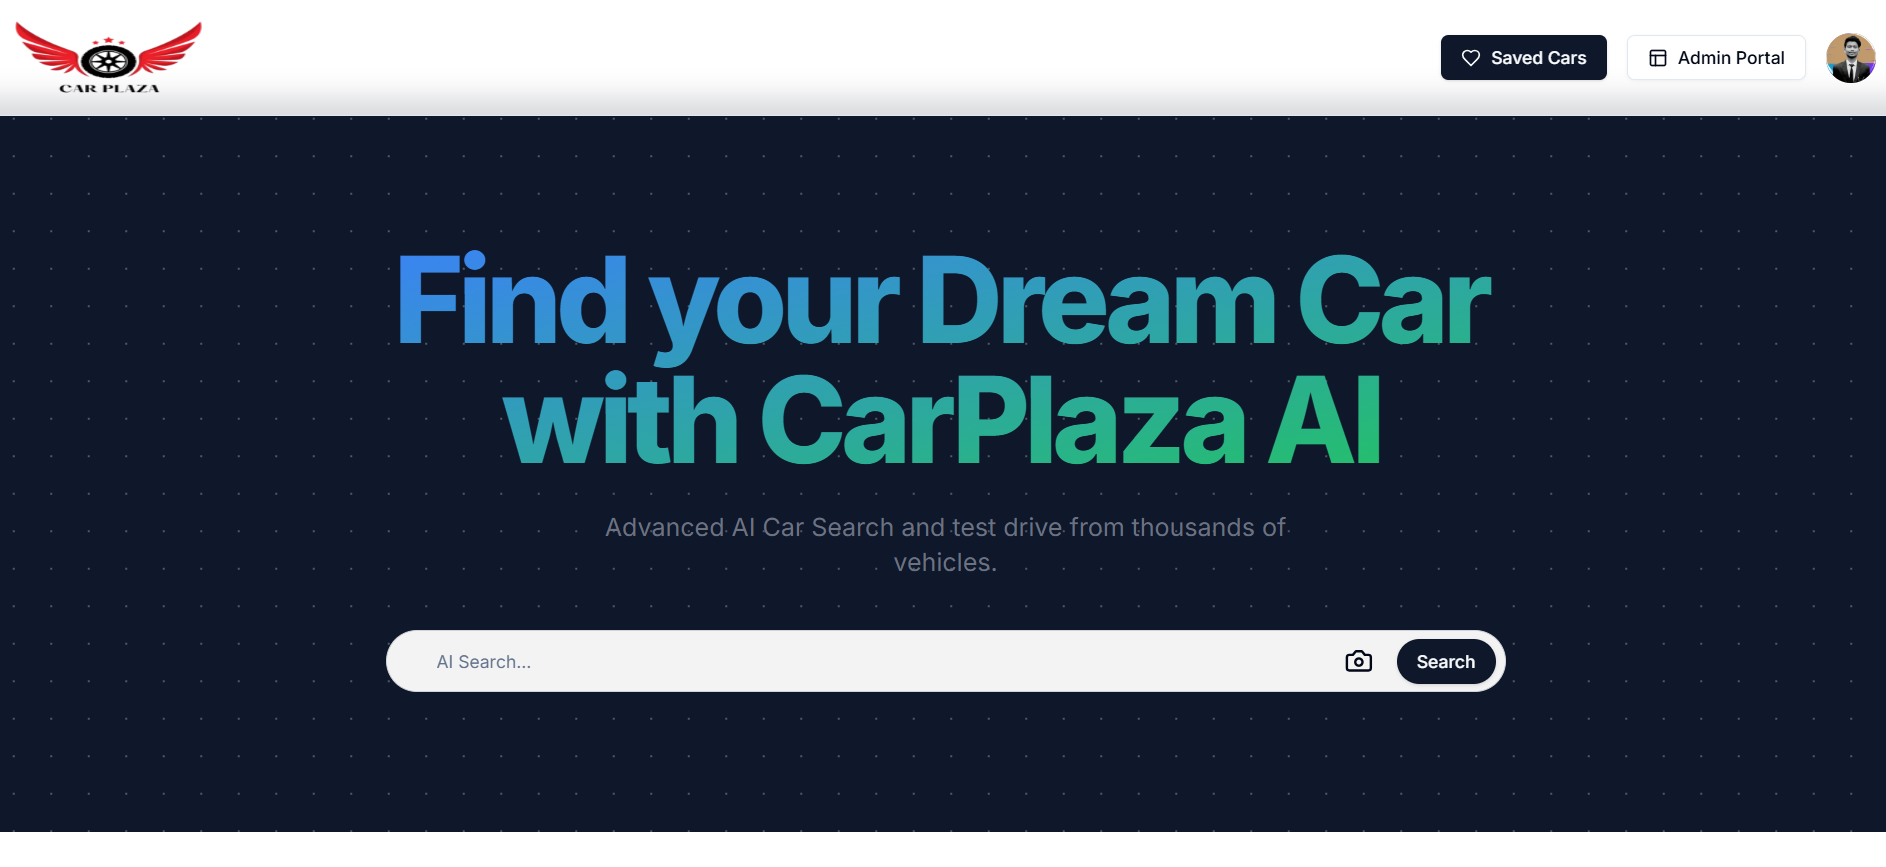 CAR PLAZA
Saved Cars
Admin Portal
Find your Dream Car
with CarPlaza AI
Advanced AI Car Search and test drive from thousands of
vehicles.
AI Search...
Search